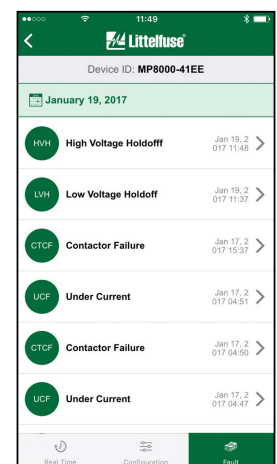 11:49
Littelfuse®
Device ID: MP8000-41EE
January 19, 2017
HVH High Voltage Holdofff Jan 19, 2
017 11:48
LVH Low Voltage Holdoff Jan 19, 2
017 11:37
CTCF Contactor Failure Jan 17, 2
017 15:37
UCF Under Current Jan 17, 2
017 04:51
CTCF Contactor Failure Jan 17, 2
017 04:50
UCF Under Current Jan 17, 2
017 04:47
Real Time Configuration Fault